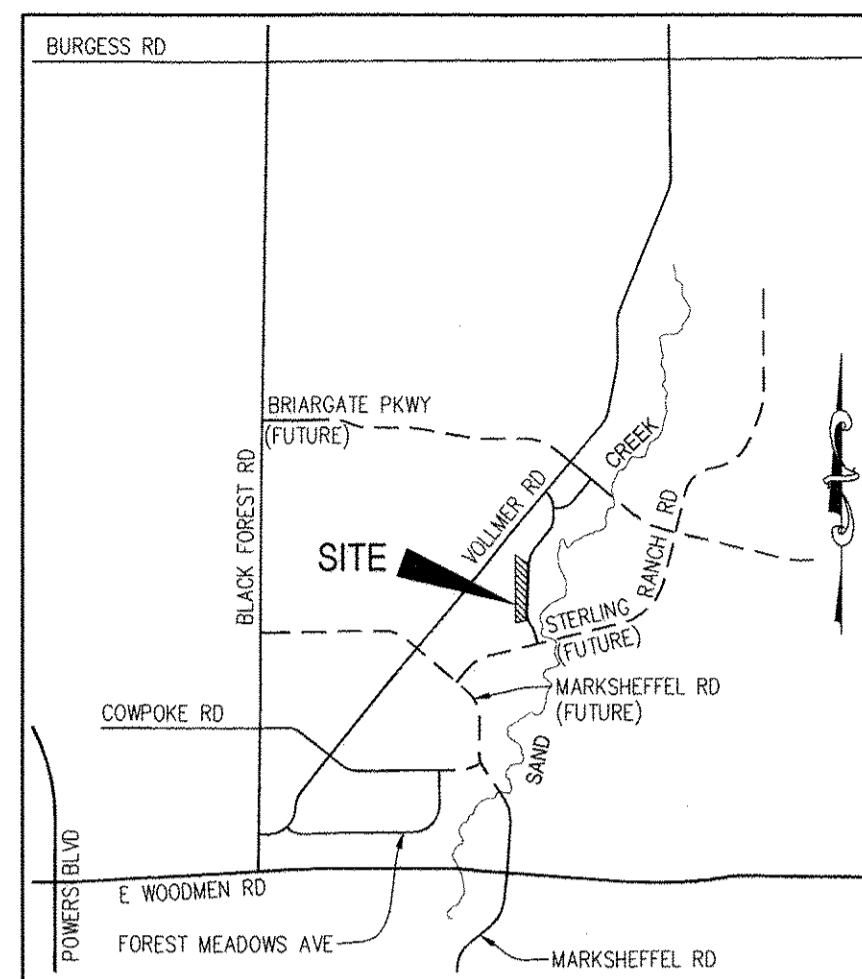 BURGESS RD
BRIARGATE PKWY
(FUTURE)
BLACK FOREST RD
VOLLMER RD
CREEK
SITE
RANCH RD
STERLING
(FUTURE)
MARKSHEFFEL RD
(FUTURE)
COWPOKE RD
SAND
POWERS BLVD
E WOODMEN RD
FOREST MEADOWS AVE
MARKSHEFFEL RD